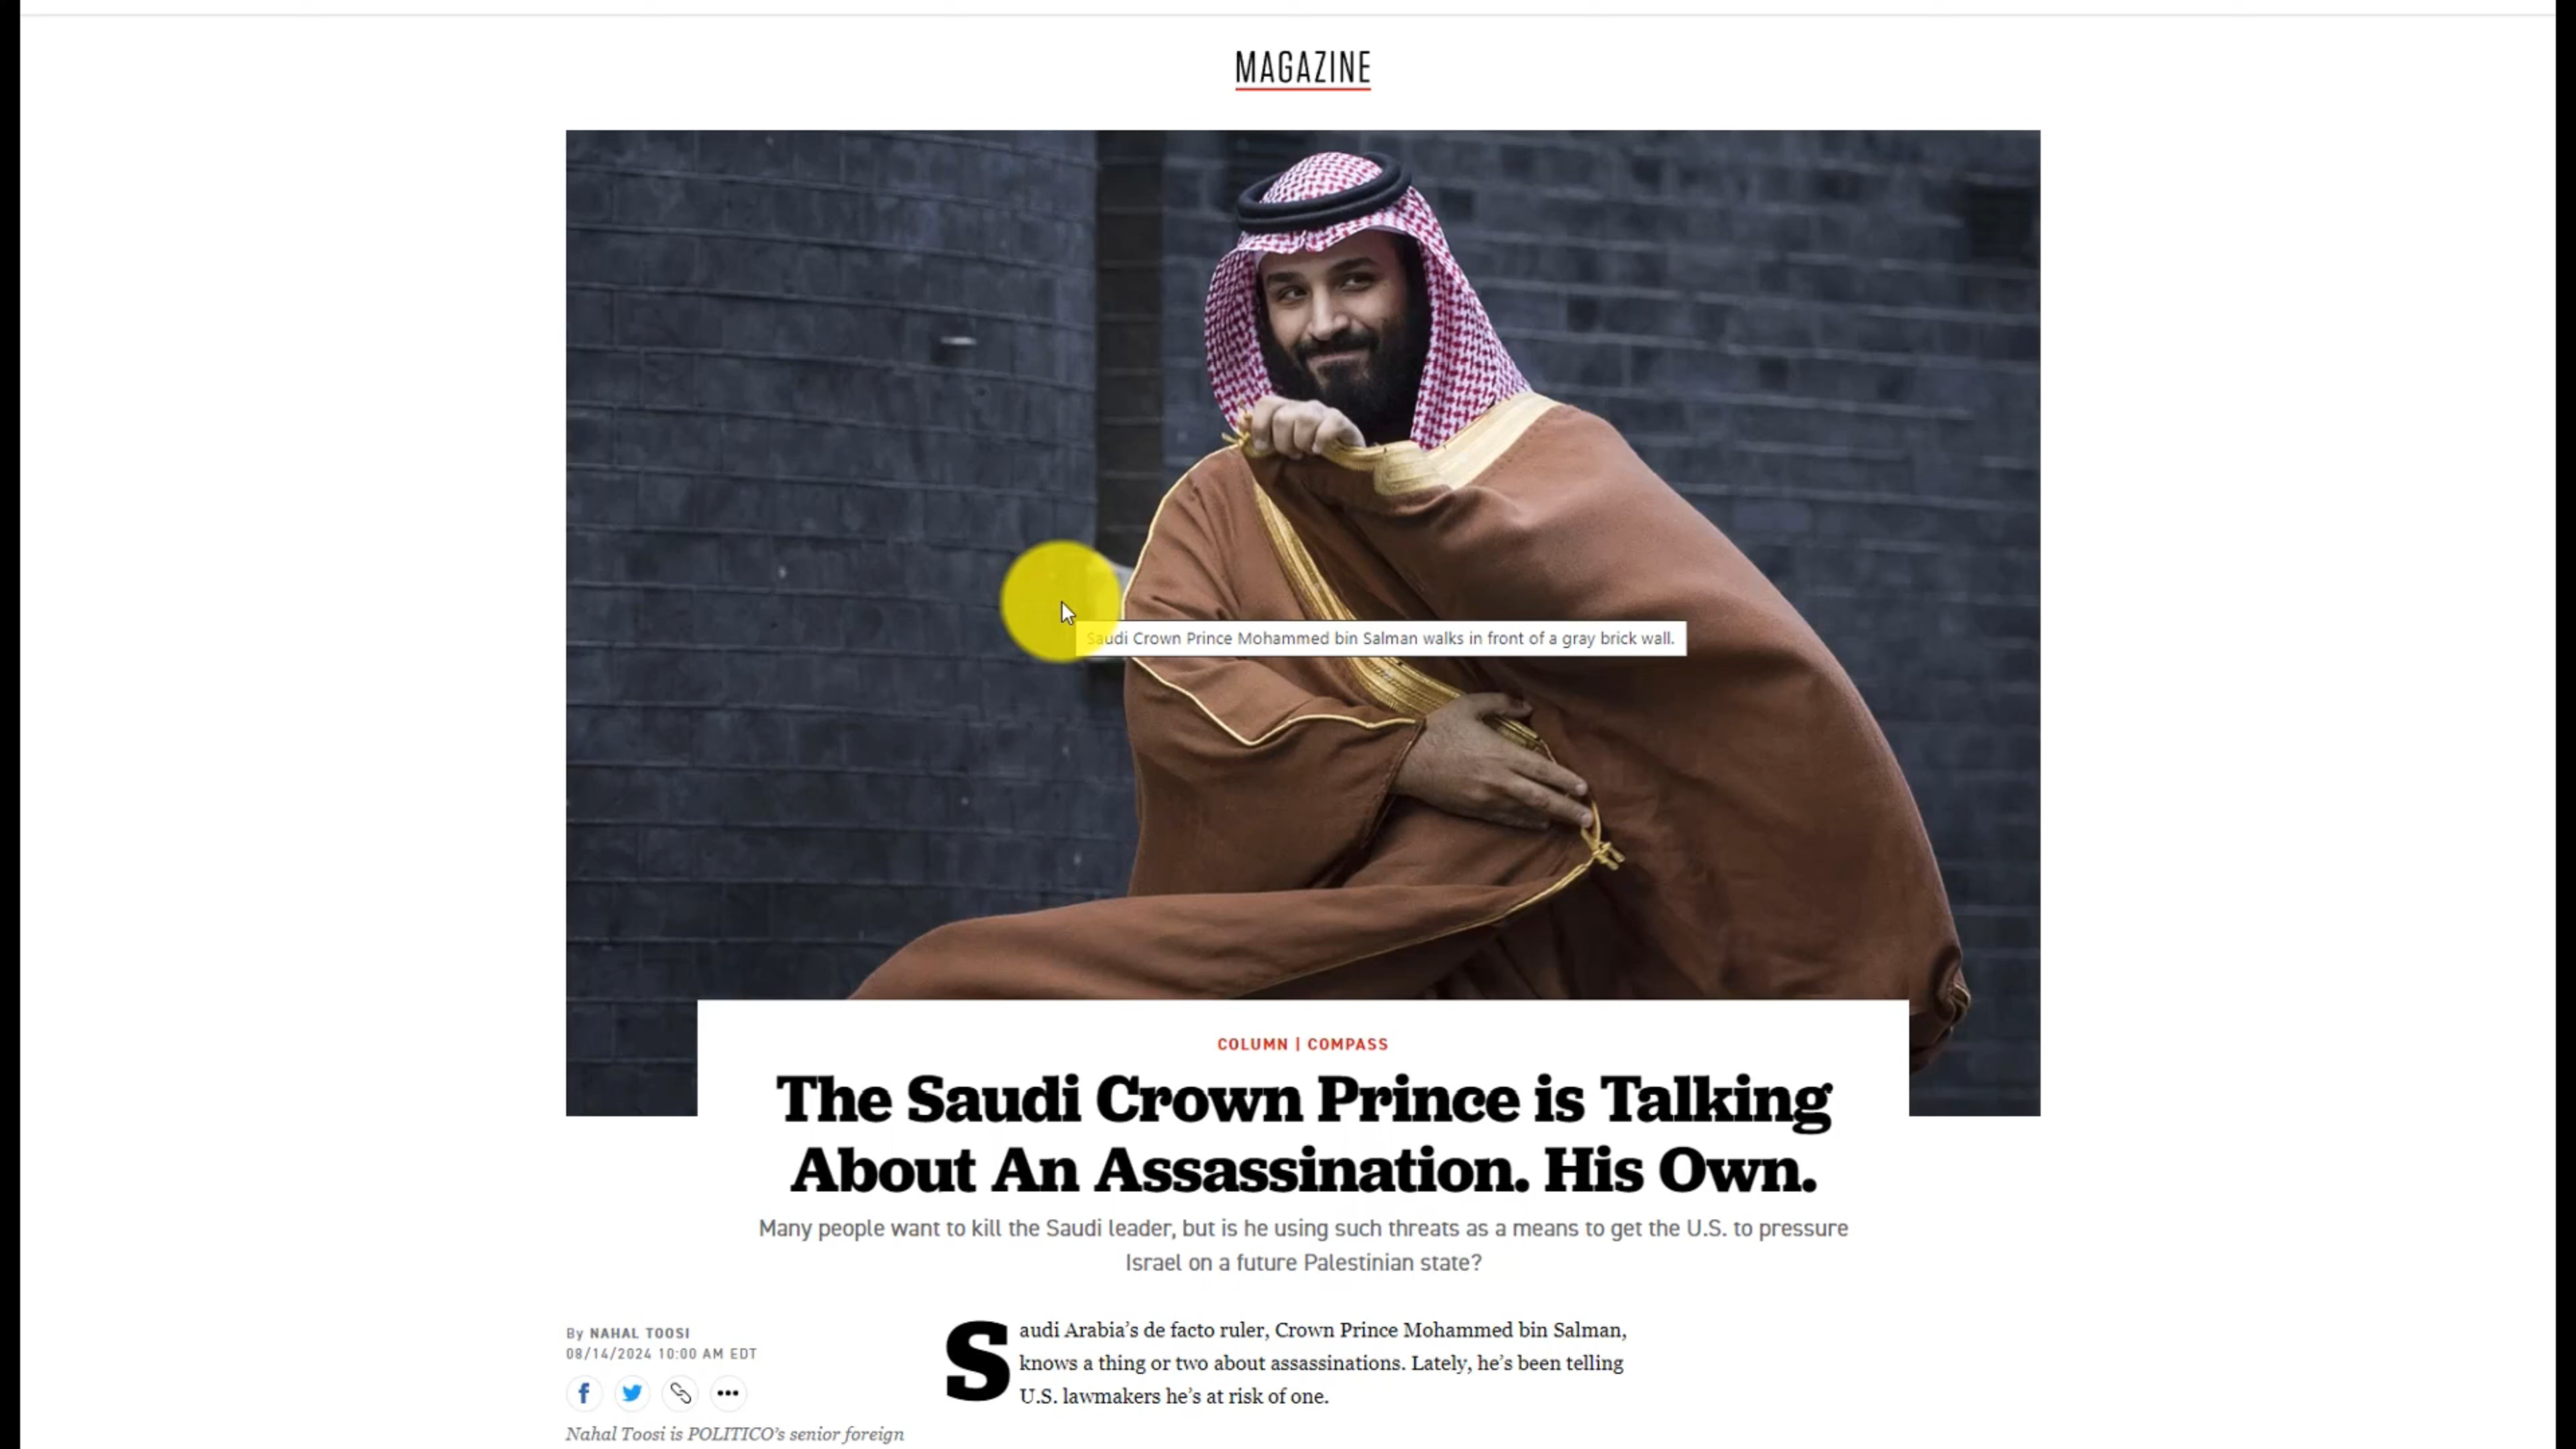 MAGAZINE
Saudi Crown Prince Mohammed bin Salman walks in front of a gray brick wall.
COLUMN | COMPASS
The Saudi Crown Prince is Talking
About An Assassination. His Own.
Many people want to kill the Saudi leader, but is he using such threats as a means to get the U.S. to pressure
Israel on a future Palestinian state?
By NAHAL TOOSI
08/14/2024 10:00 AM EDT
Nahal Toosi is POLITICO’s senior foreign
Saudi Arabia’s de facto ruler, Crown Prince Mohammed bin Salman,
knows a thing or two about assassinations. Lately, he’s been telling
U.S. lawmakers he’s at risk of one.